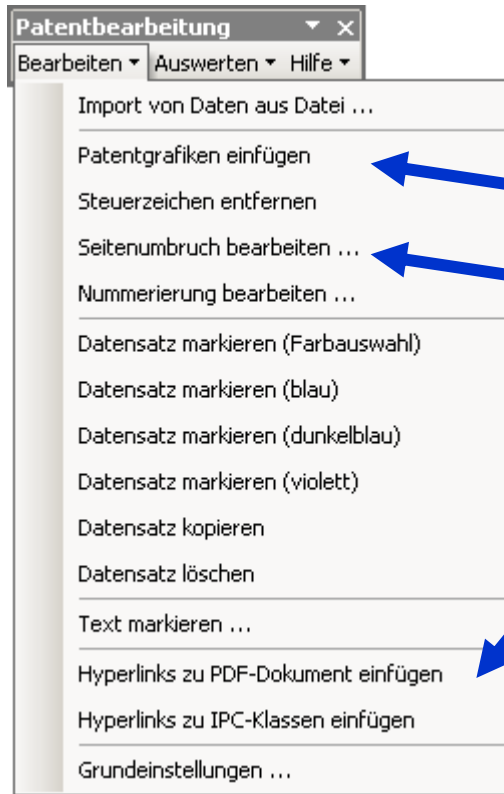 Patentbearbeitung
Bearbeiten Auswerten Hilfe
Import von Daten aus Datei ...
Patentgrafiken einfügen
Steuerzeichen entfernen
Seitenumbruch bearbeiten ...
Nummerierung bearbeiten ...
Datensatz markieren (Farbauswahl)
Datensatz markieren (blau)
Datensatz markieren (dunkelblau)
Datensatz markieren (violett)
Datensatz kopieren
Datensatz löschen
Text markieren ...
Hyperlinks zu PDF-Dokument einfügen
Hyperlinks zu IPC-Klassen einfügen
Grundeinstellungen ...